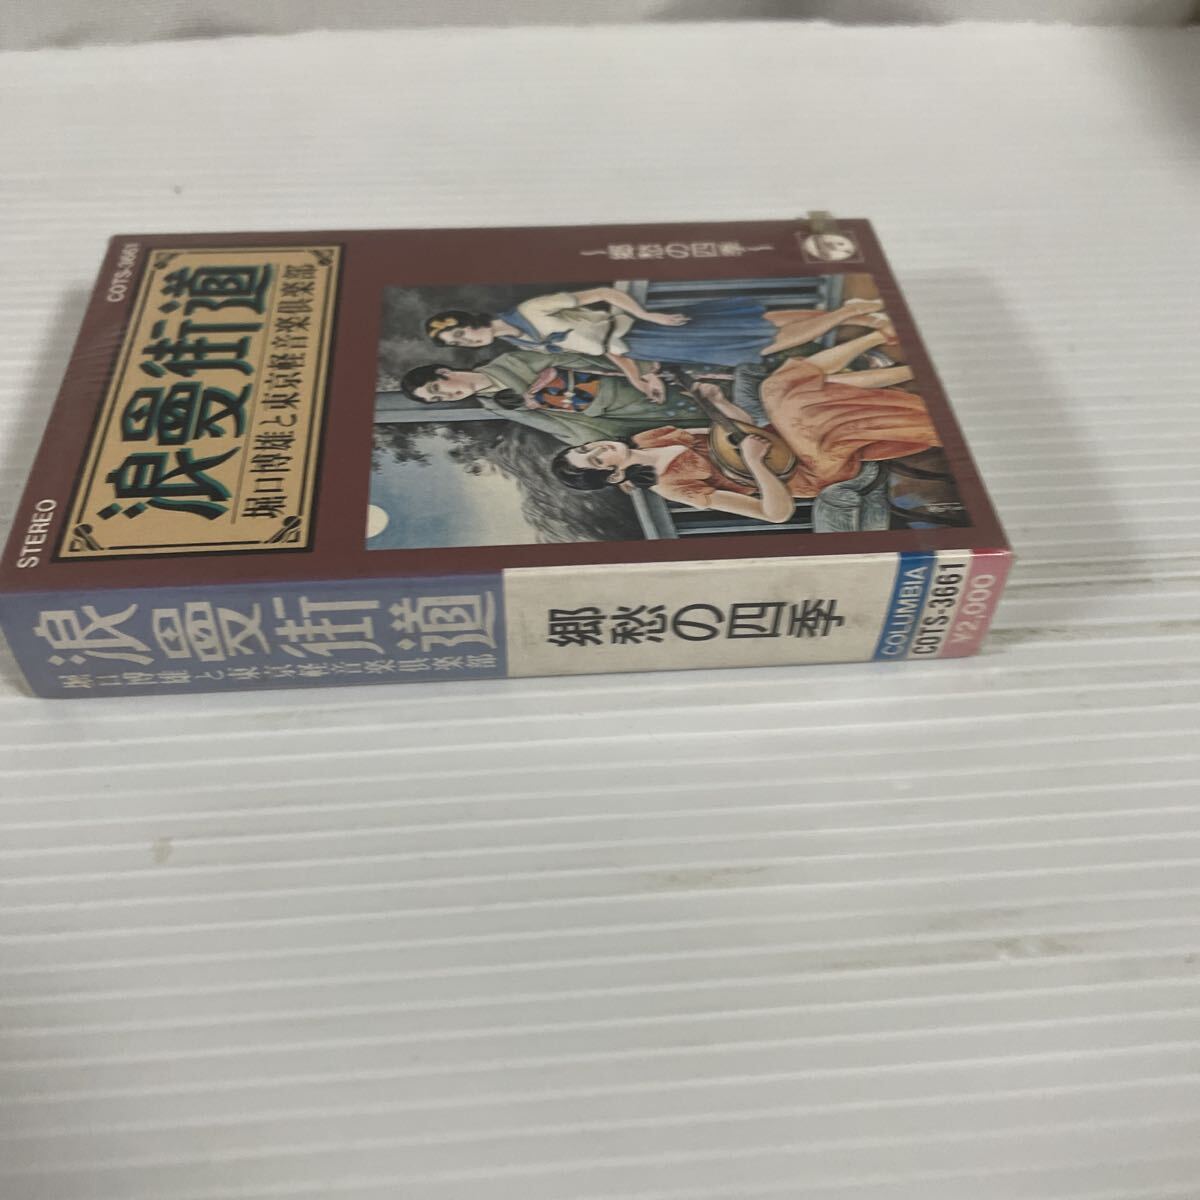 COTS-3661
STEREO
浪曼街道
堀口博雄と東京軽音楽倶楽部
~郷愁の四季~
浪曼街道
堀口博雄と東京軽音楽倶楽部
郷愁の四季
COLUMBIA
COTS-3661
¥2,000